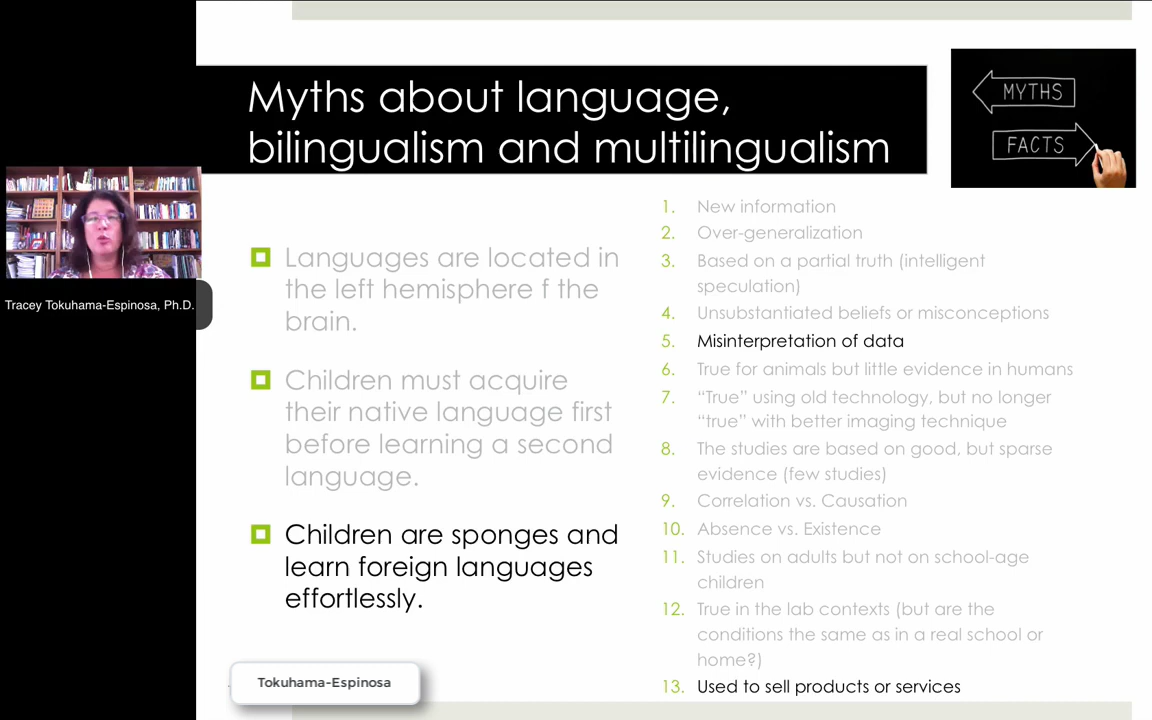 Myths about language,
bilingualism and multilingualism
MYTHS
FACTS
Tracey Tokuhama-Espinosa, Ph.D.
Languages are located in
the left hemisphere f the
brain.
Children must acquire
their native language first
before learning a second
language.
Children are sponges and
learn foreign languages
effortlessly.
1. New information
2. Over-generalization
3. Based on a partial truth (intelligent
speculation)
4. Unsubstantiated beliefs or misconceptions
5. Misinterpretation of data
6. True for animals but little evidence in humans
7. “True” using old technology, but no longer
“true” with better imaging technique
8. The studies are based on good, but sparse
evidence (few studies)
9. Correlation vs. Causation
10. Absence vs. Existence
11. Studies on adults but not on school-age
children
12. True in the lab contexts (but are the
conditions the same as in a real school or
home?)
13. Used to sell products or services
Tokuhama-Espinosa